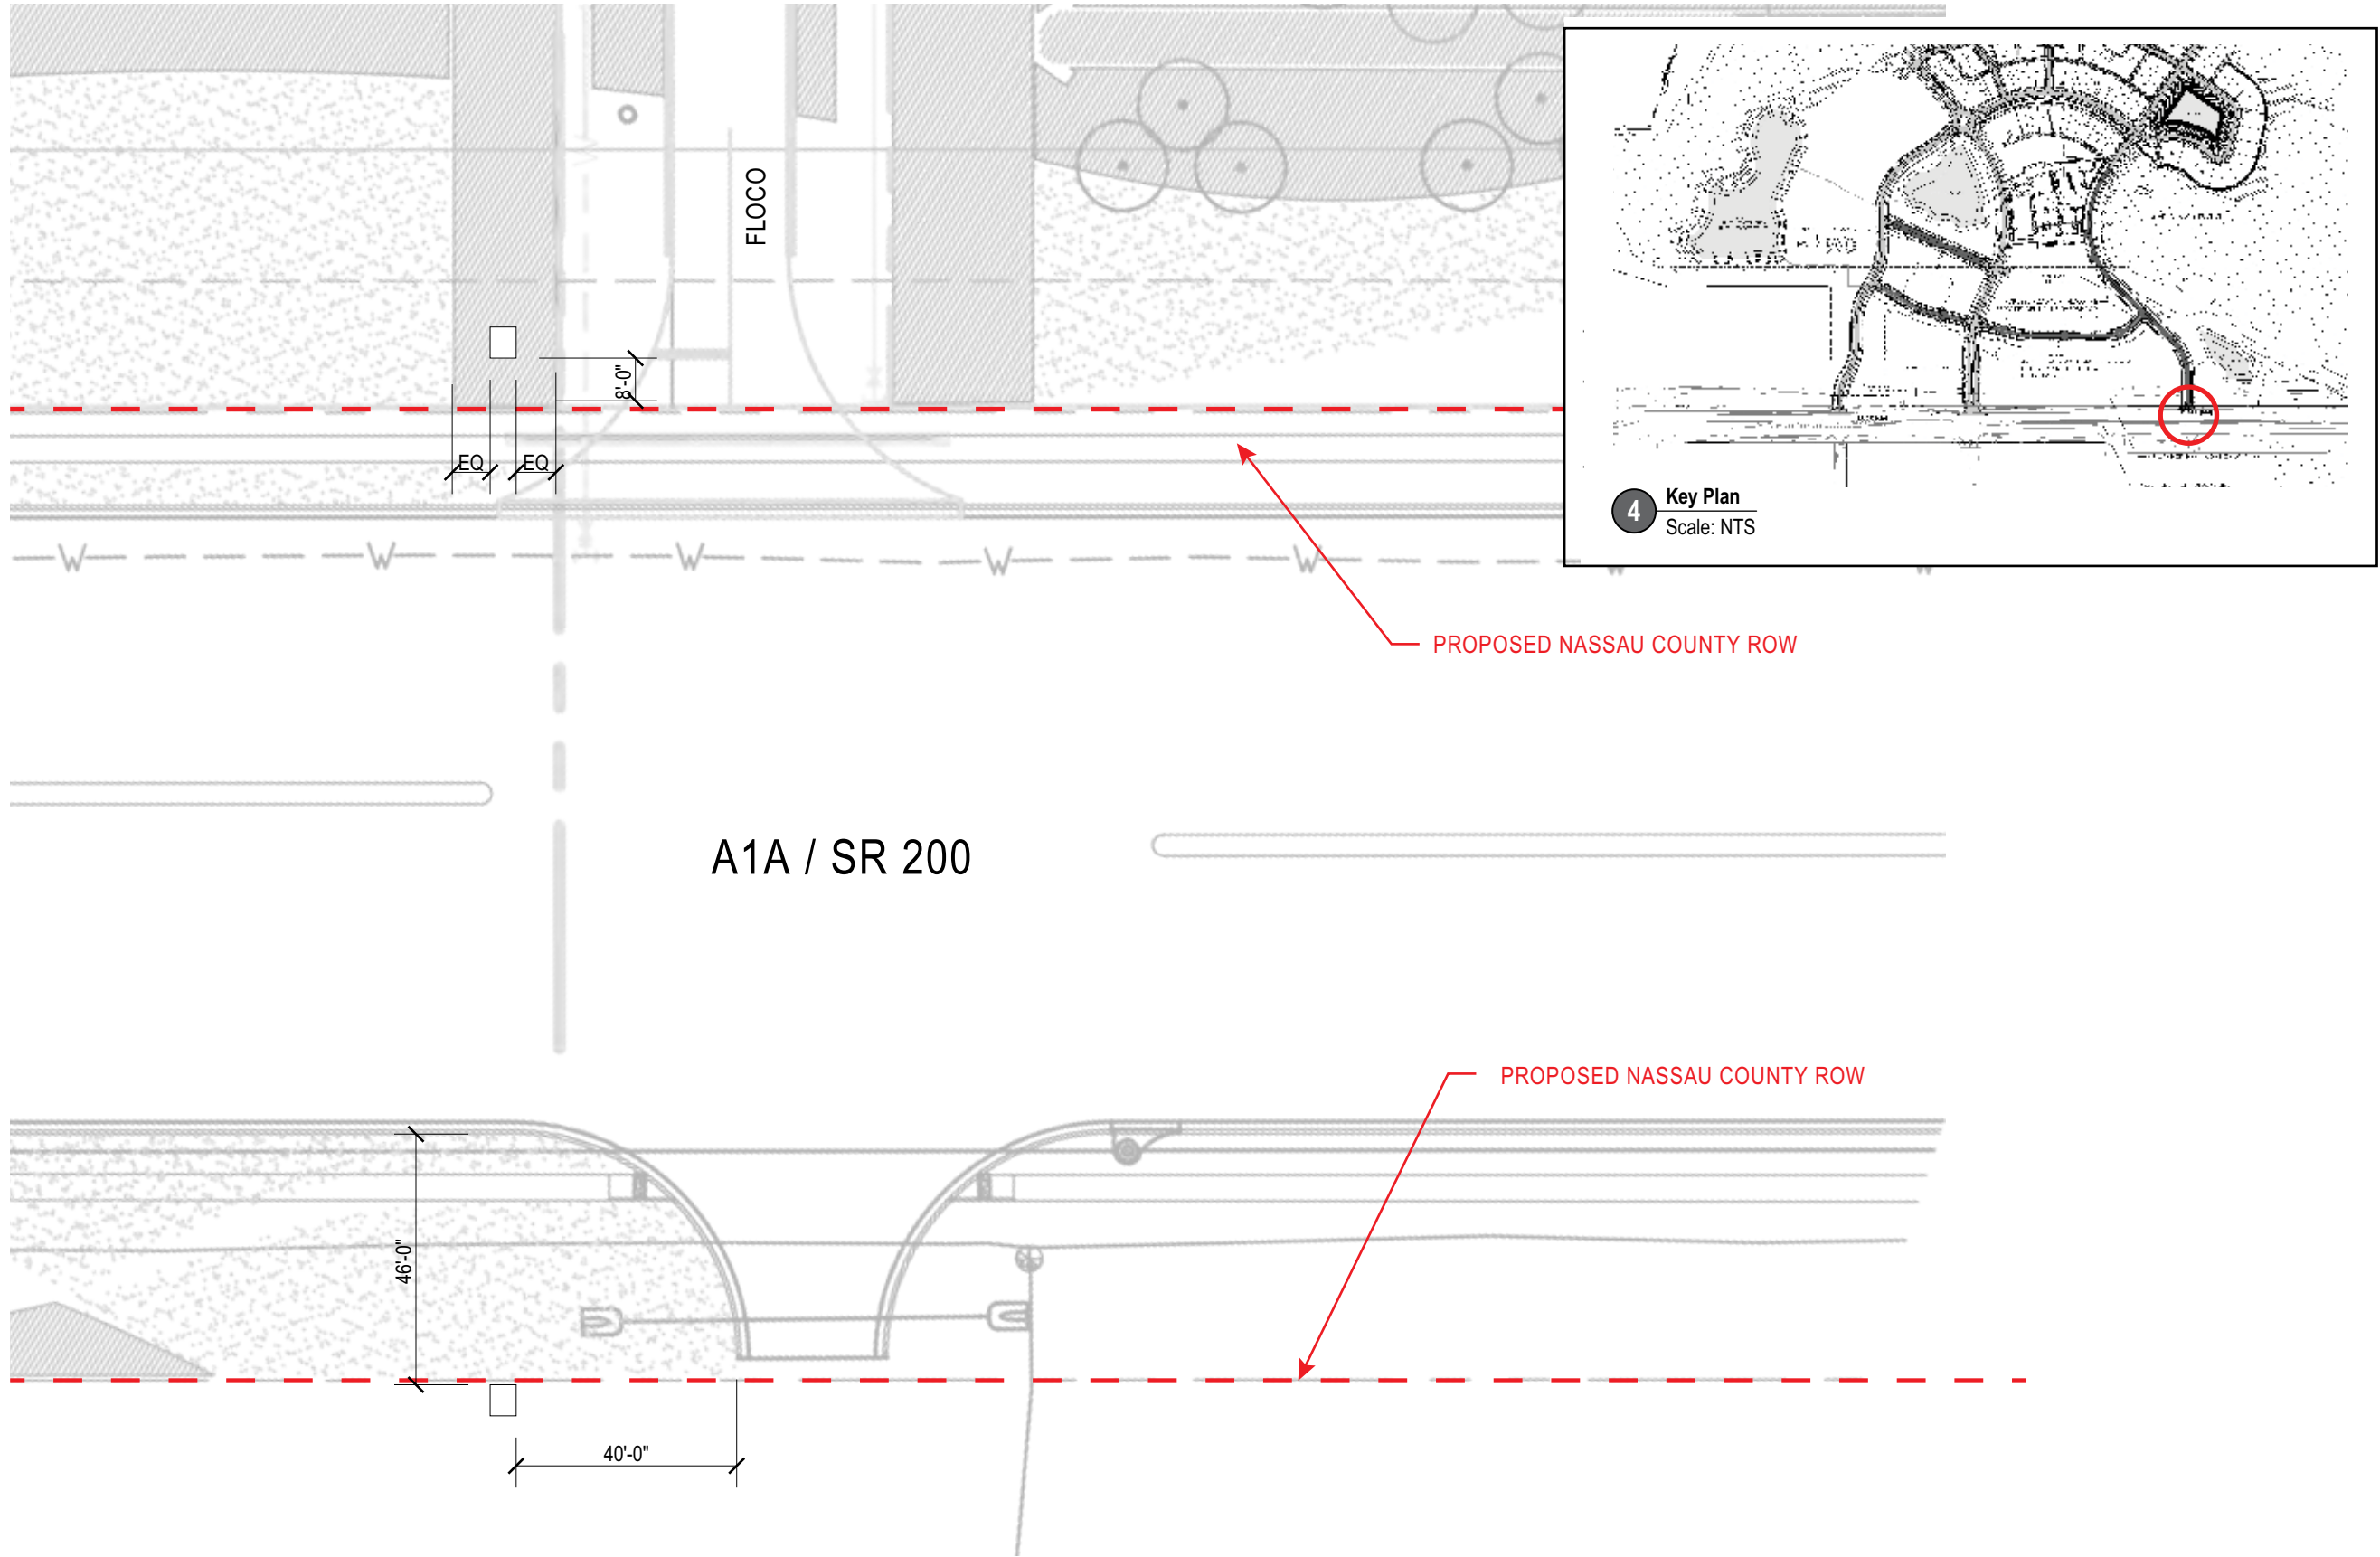 FLOCO
8'-0"
EQ
EQ
W
W
W
W
W
4
Key Plan
Scale: NTS
PROPOSED NASSAU COUNTY ROW
A1A / SR 200
PROPOSED NASSAU COUNTY ROW
46'-0"
40'-0"